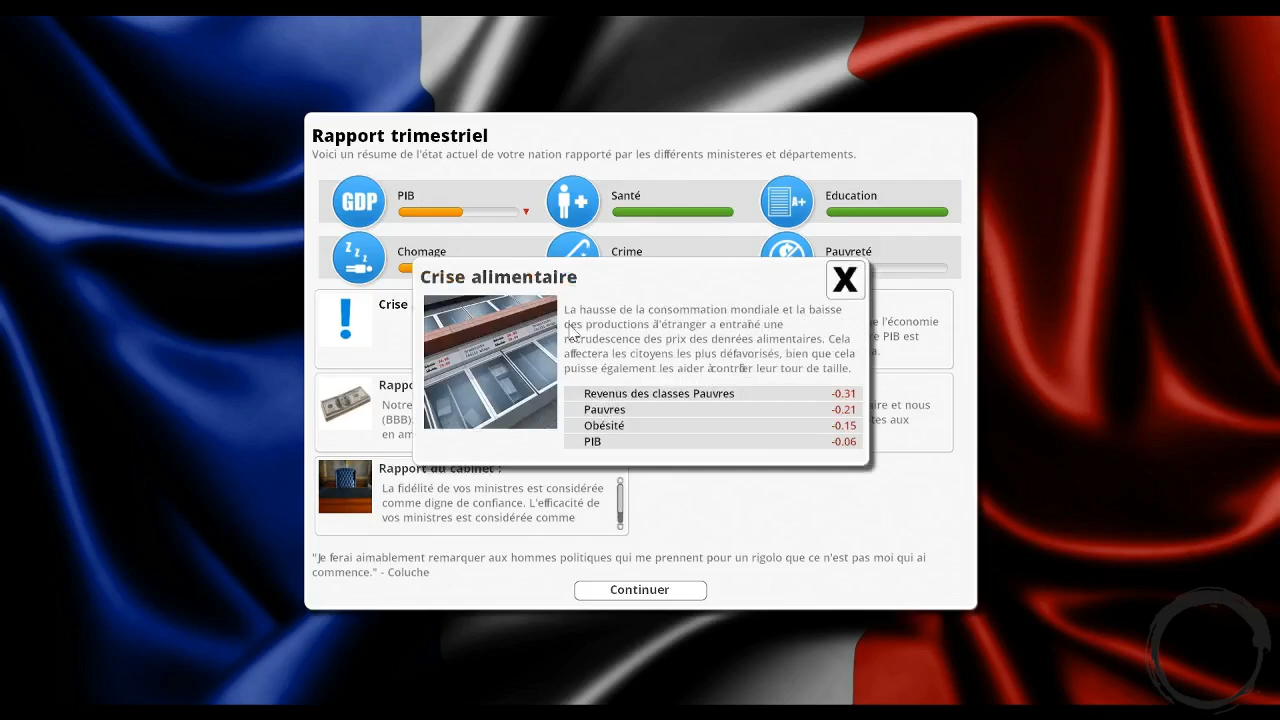 Rapport trimestriel
Voici un résume de l'état actuel de votre nation rapporté par les différents ministeres et départements.
GDP
PIB
Santé
A+
Education
z z z
Chomage
Crime
Pauvreté
Crise alimentaire
X
La hausse de la consommation mondiale et la baisse
des productions à l'étranger a entraîné une
recrudescence des prix des denrées alimentaires. Cela
affectera les citoyens les plus défavorisés, bien que cela
puisse également les aider à contrôler leur tour de taille.
Revenus des classes Pauvres -0.31
Pauvres -0.21
Obésité -0.15
PIB -0.06
Crise
e l'économie
re PIB est
a.
Rappo
Notre
(BBB).
en am
aire et nous
tes aux
Rapport du cabinet :
La fidélité de vos ministres est considérée
comme digne de confiance. L'efficacité de
vos ministres est considérée comme
"Je ferai aimablement remarquer aux hommes politiques qui me prennent pour un rigolo que ce n'est pas moi qui ai
commence." - Coluche
Continuer